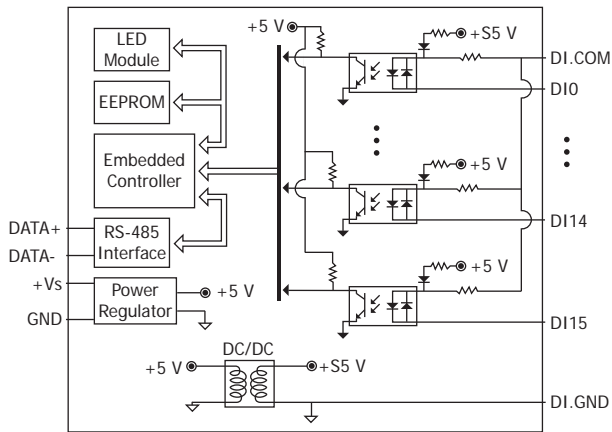 +5 V
+S5 V
LED
Module
DI.COM
EEPROM
DI0
+5 V
Embedded
Controller
DI14
DATA+
RS-485
Interface
DATA-
+5 V
+Vs
Power
Regulator
+5 V
GND
DI15
DC/DC
+5 V
+S5 V
DI.GND